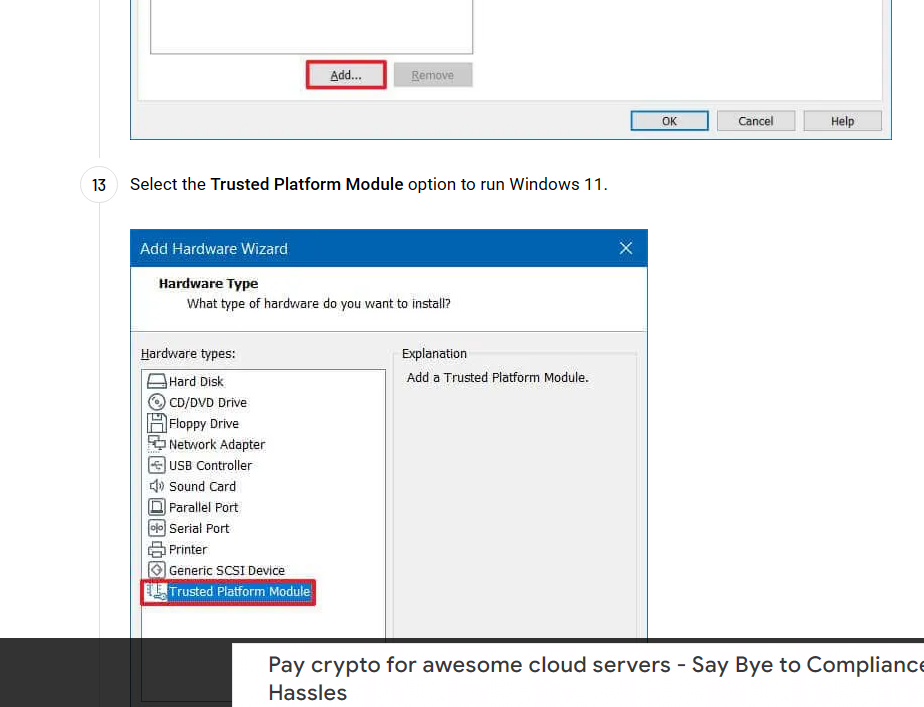 Add...
Remove
OK
Cancel
Help
13
Select the Trusted Platform Module option to run Windows 11.
Add Hardware Wizard
Hardware Type
What type of hardware do you want to install?
Hardware types:
Explanation
Hard Disk
Add a Trusted Platform Module.
CD/DVD Drive
Floppy Drive
Network Adapter
USB Controller
Sound Card
Parallel Port
Serial Port
Printer
Generic SCSI Device
Trusted Platform Module
Pay crypto for awesome cloud servers - Say Bye to Compliance
Hassles